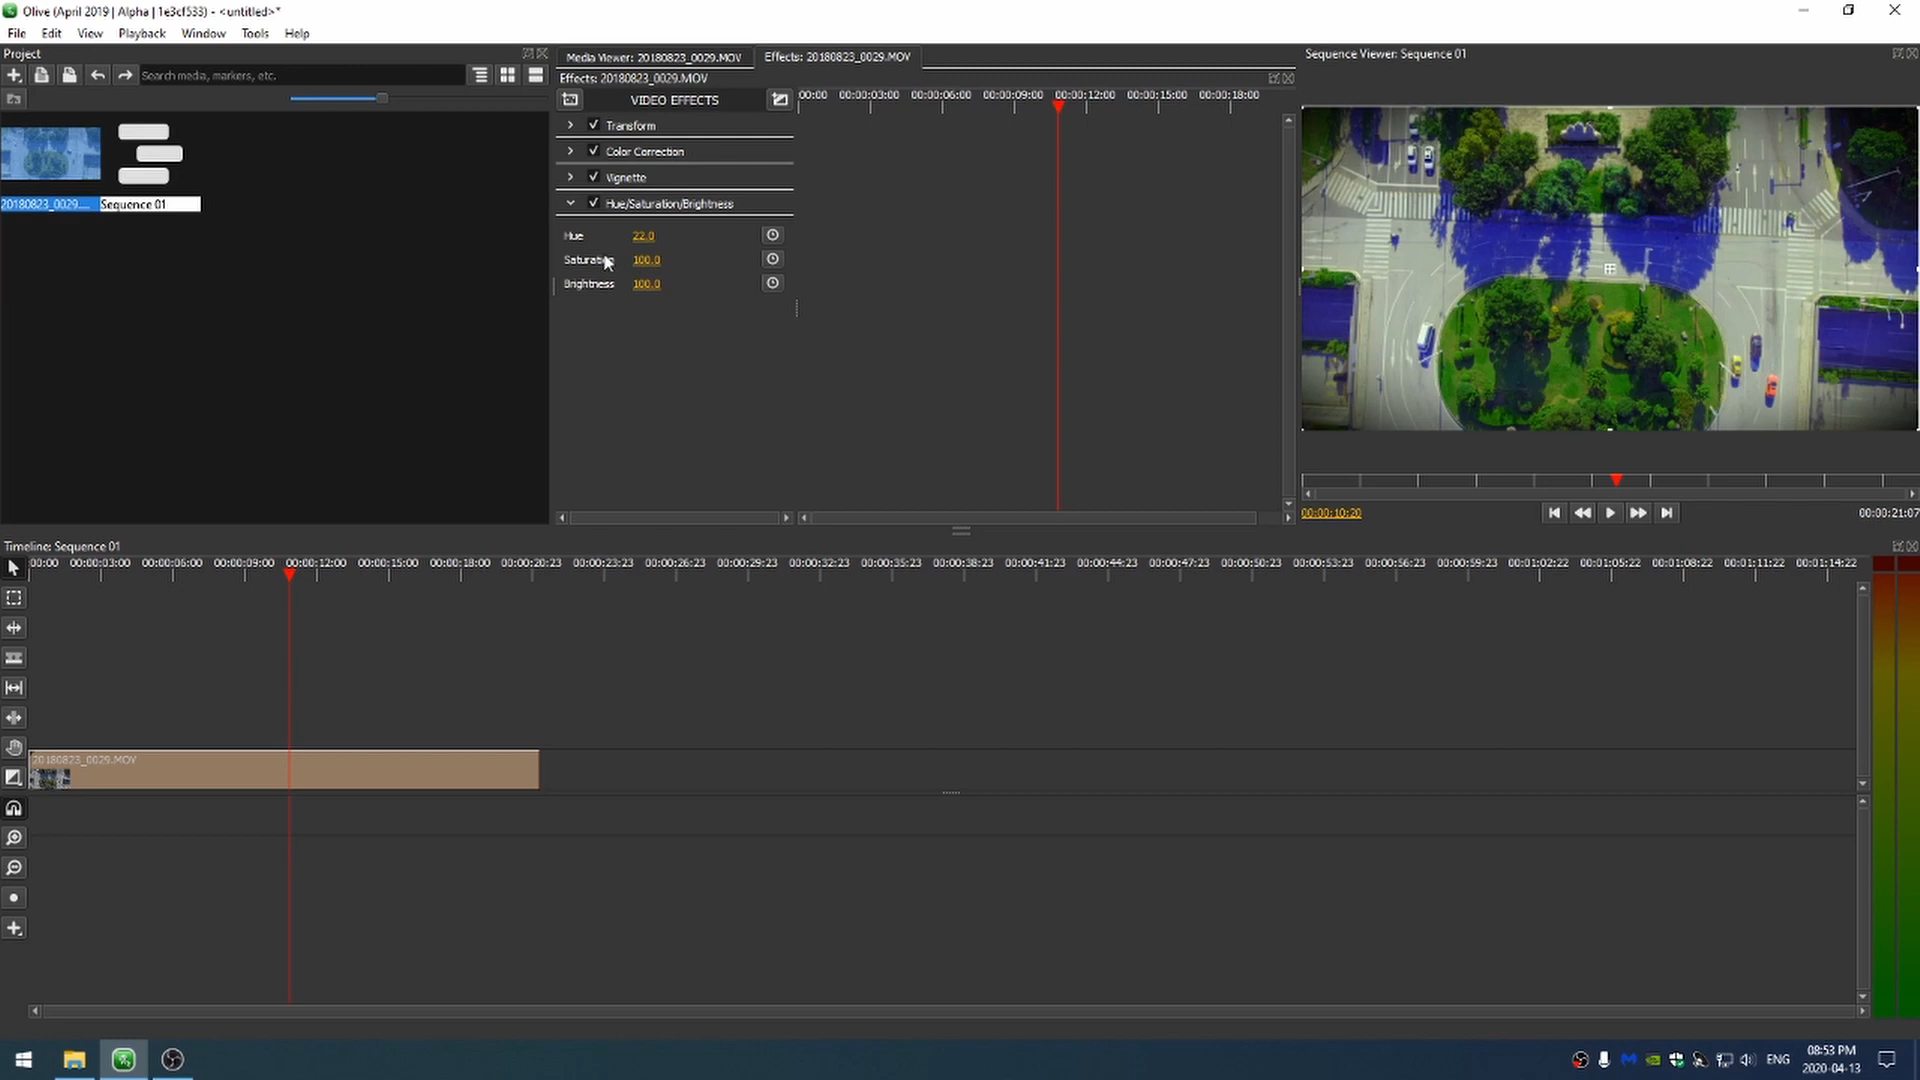 Olive (April 2019 | Alpha | 1e3cf533) - <untitled>*
File Edit View Playback Window Tools Help
Project
Search media, markers, etc.
20180823_0029....
Sequence 01
Media Viewer: 20180823_0029.MOV
Effects: 20180823_0029.MOV
Effects: 20180823_0029.MOV
VIDEO EFFECTS
00:00 00:00:03:00 00:00:06:00 00:00:09:00 00:00:12:00 00:00:15:00 00:00:18:00
Transform
Color Correction
Vignette
Hue/Saturation/Brightness
Hue 22.0
Saturation 100.0
Brightness 100.0
Sequence Viewer: Sequence 01
00:00:10:20
00:00:21:07
Timeline: Sequence 01
00:00 00:00:03:00 00:00:06:00 00:00:09:00 00:00:12:00 00:00:15:00 00:00:18:00 00:00:20:23 00:00:23:23 00:00:26:23 00:00:29:23 00:00:32:23 00:00:35:23 00:00:38:23 00:00:41:23 00:00:44:23 00:00:47:23 00:00:50:23 00:00:53:23 00:00:56:23 00:00:59:23 00:01:02:22 00:01:05:22 00:01:08:22 00:01:11:22 00:01:14:22
20180823_0029.MOV
ENG
08:53 PM
2020-04-13